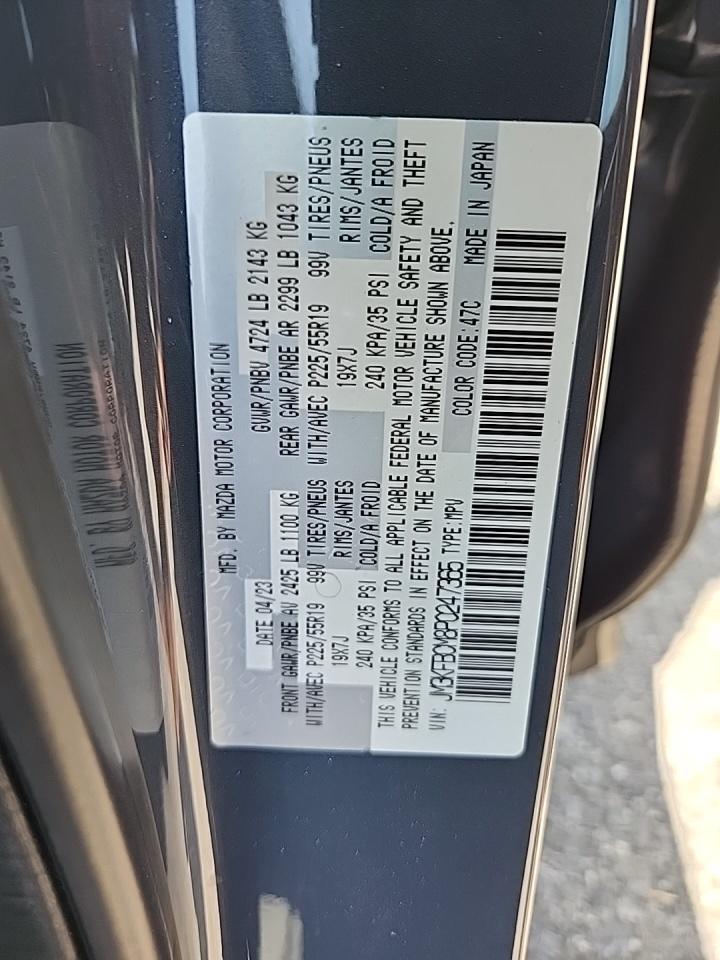 MFD. BY MAZDA MOTOR CORPORATION
DATE 04/23 GVWR/PNBV 4724 LB 2143 KG
FRONT GAWR/PNBE AV 2425 LB 1100 KG REAR GAWR/PNBE AR 2299 LB 1043 KG
WITH/AVEC P225/55R19 99V TIRES/PNEUS WITH/AVEC P225/55R19 99V TIRES/PNEUS
19X7J RIMS/JANTES 19X7J RIMS/JANTES
240 KPA/35 PSI COLD/A FROID 240 KPA/35 PSI COLD/A FROID
THIS VEHICLE CONFORMS TO ALL APPLICABLE FEDERAL MOTOR VEHICLE SAFETY AND THEFT
PREVENTION STANDARDS IN EFFECT ON THE DATE OF MANUFACTURE SHOWN ABOVE.
VIN: JM3KFBDM8P0247365 TYPE:MPV COLOR CODE:47C MADE IN JAPAN